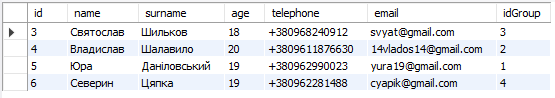 id name surname age telephone email idGroup
3 Святослав Шильков 18 +380968240912 svyat@gmail.com 3
4 Владислав Шалавило 20 +3809611876630 14vlados14@gmail.com 2
5 Юра Даніловський 19 +380962990023 yura19@gmail.com 1
6 Северин Цяпка 19 +380962281488 cyapik@gmail.com 4